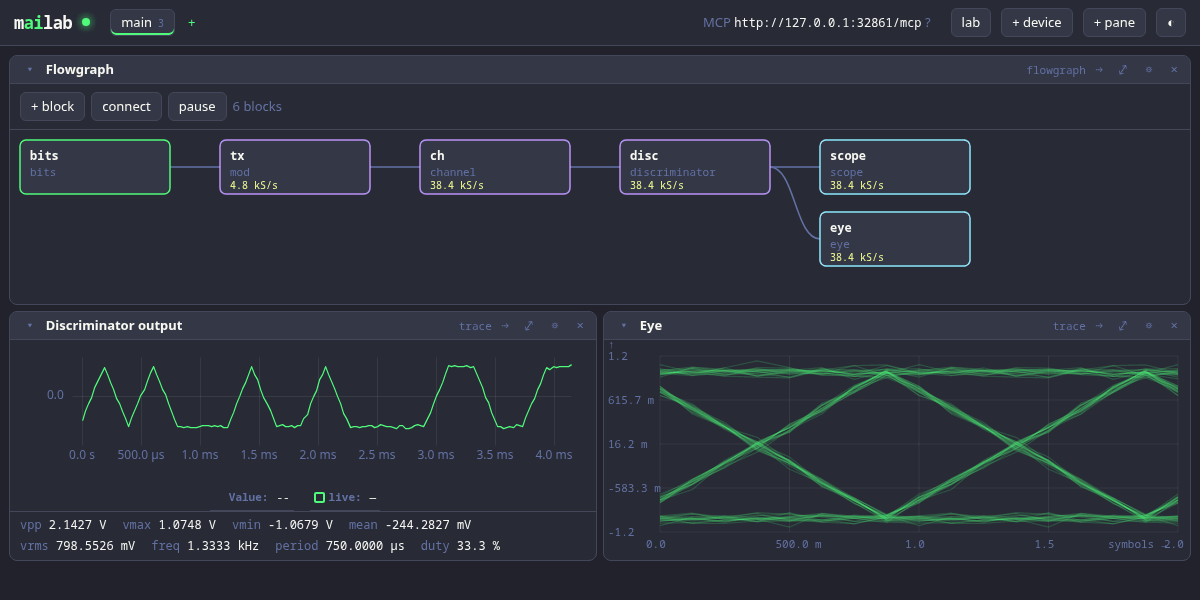 mailab
main 3 +
MCP http://127.0.0.1:32861/mcp ?
lab
+ device
+ pane
Flowgraph
flowgraph →
+ block
connect
pause
6 blocks
bits
bits
tx
mod
4.8 kS/s
ch
channel
38.4 kS/s
disc
discriminator
38.4 kS/s
scope
scope
38.4 kS/s
eye
eye
38.4 kS/s
Discriminator output
trace →
0.0
0.0 s 500.0 µs 1.0 ms 1.5 ms 2.0 ms 2.5 ms 3.0 ms 3.5 ms 4.0 ms
Value: -- live: —
vpp 2.1427 V vmax 1.0748 V vmin -1.0679 V mean -244.2827 mV
vrms 798.5526 mV freq 1.3333 kHz period 750.0000 µs duty 33.3 %
Eye
trace →
↑
1.2
615.7 m
16.2 m
-583.3 m
-1.2
0.0 500.0 m 1.0 1.5 symbols 2.0